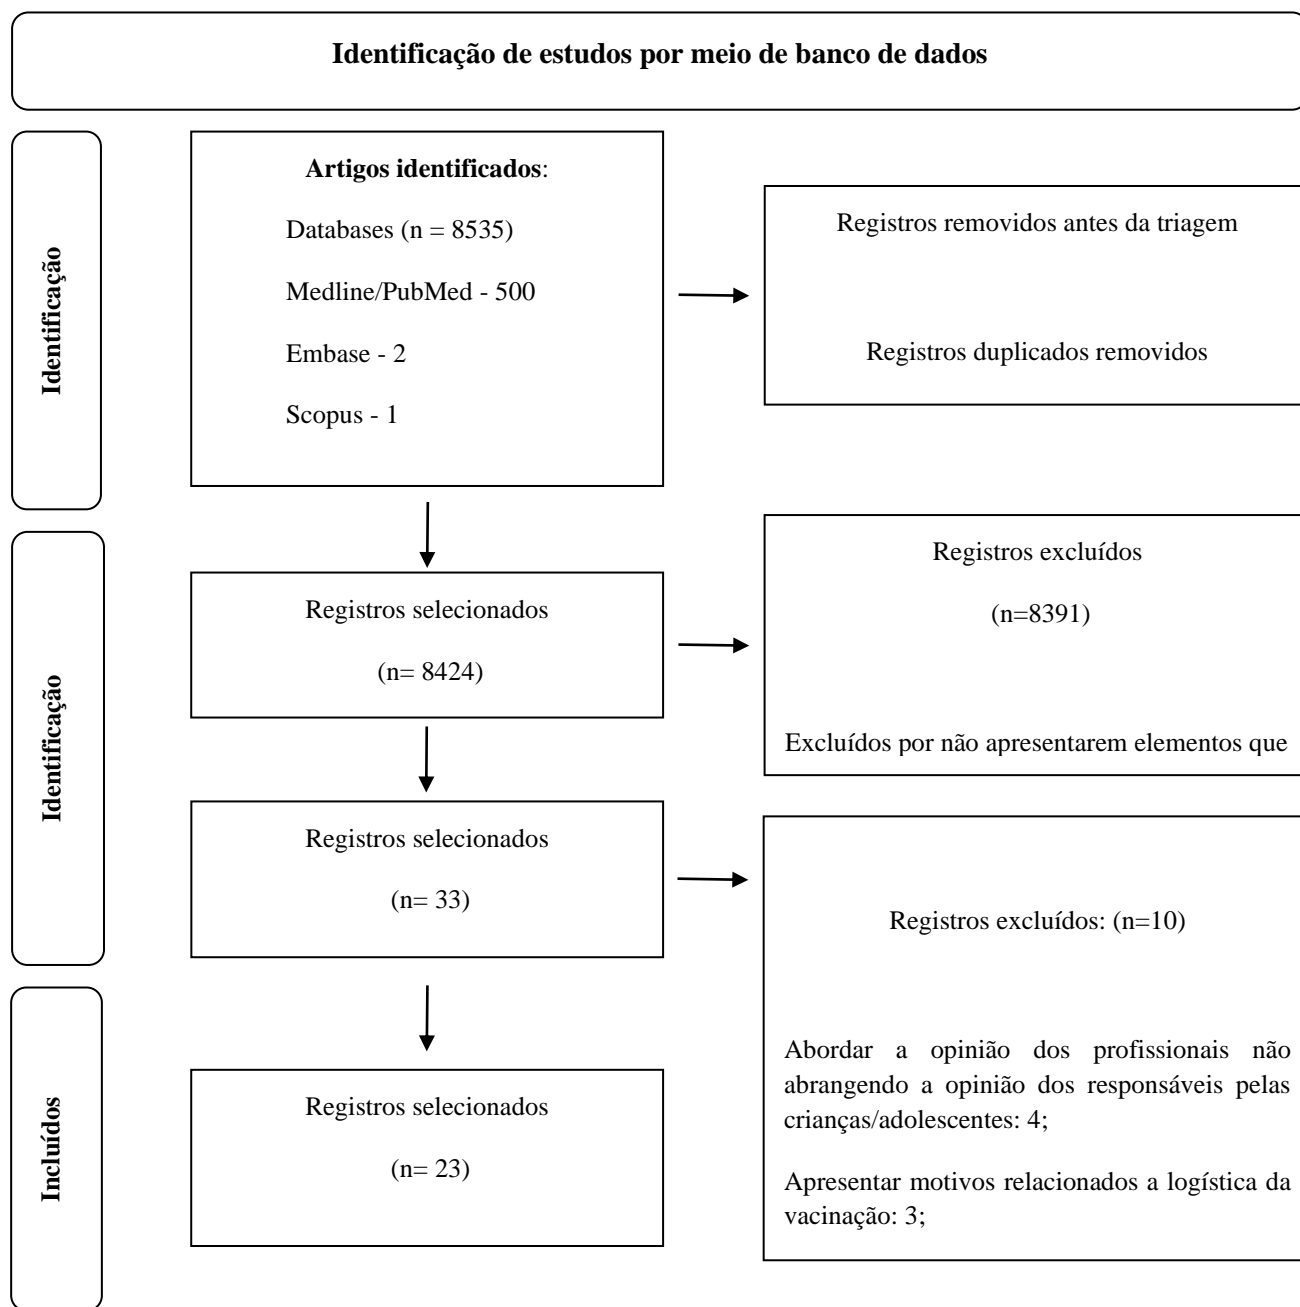 Identificação de estudos por meio de banco de dados
Identificação
Artigos identificados:
Databases (n = 8535)
Medline/PubMed - 500
Embase - 2
Scopus - 1
Registros removidos antes da triagem
Registros duplicados removidos
Identificação
Registros selecionados
(n= 8424)
Registros excluídos
(n=8391)
Excluídos por não apresentarem elementos que
Registros selecionados
(n= 33)
Registros excluídos: (n=10)
Abordar a opinião dos profissionais não
abrangendo a opinião dos responsáveis pelas
crianças/adolescentes: 4;
Apresentar motivos relacionados a logística da
vacinação: 3;
Incluídos
Registros selecionados
(n= 23)